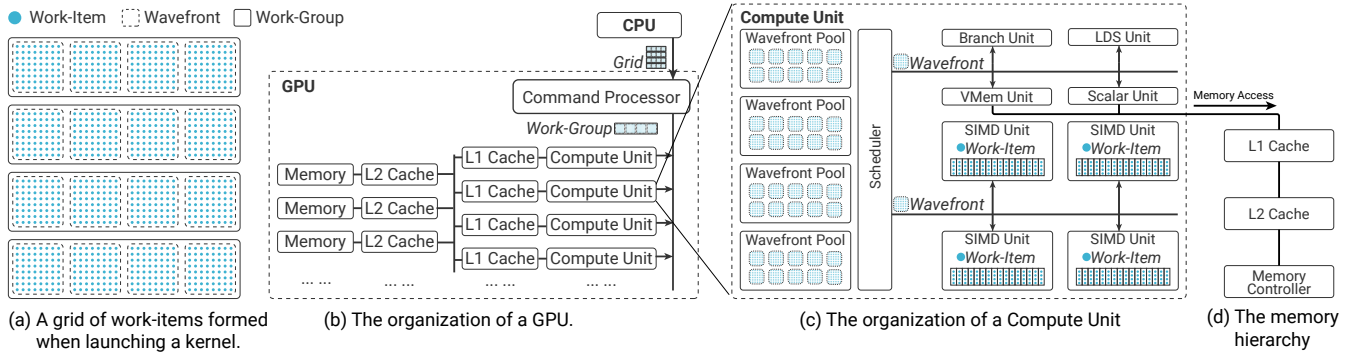 Work-Item Wavefront Work-Group
(a) A grid of work-items formed
when launching a kernel.
CPU
Grid
GPU
Command Processor
Work-Group
L1 Cache Compute Unit
Memory L2 Cache
L1 Cache Compute Unit
Memory L2 Cache
L1 Cache Compute Unit
Memory L2 Cache
L1 Cache Compute Unit
... ... ... ... ... ... ... ...
(b) The organization of a GPU.
Compute Unit
Wavefront Pool
Wavefront Pool
Wavefront Pool
Wavefront Pool
Scheduler
Branch Unit
LDS Unit
Wavefront
VMem Unit
Scalar Unit
SIMD Unit
Work-Item
SIMD Unit
Work-Item
Wavefront
SIMD Unit
Work-Item
SIMD Unit
Work-Item
(c) The organization of a Compute Unit
Memory Access
L1 Cache
L2 Cache
Memory
Controller
(d) The memory
hierarchy